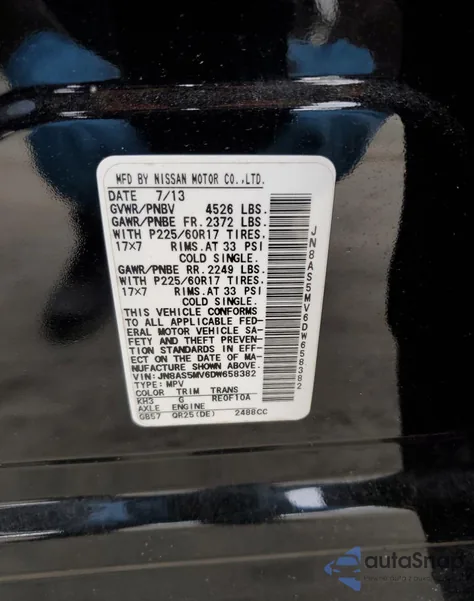 MFD BY NISSAN MOTOR CO.,LTD.
DATE 7/13
GVWR/PNBV 4526 LBS.
GAWR/PNBE FR. 2372 LBS.
WITH P225/60R17 TIRES.
17X7 RIMS. AT 33 PSI
COLD SINGLE.
GAWR/PNBE RR. 2249 LBS.
WITH P225/60R17 TIRES.
17X7 RIMS. AT 33 PSI
COLD SINGLE.
THIS VEHICLE CONFORMS
TO ALL APPLICABLE FED-
ERAL MOTOR VEHICLE SA-
FETY AND THEFT PREVEN-
TION STANDARDS IN EFF-
ECT ON THE DATE OF MA-
NUFACTURE SHOWN ABOVE.
VIN: JN8AS5MV6DW658382
TYPE: MPV
COLOR TRIM TRANS
KH3 G RE0F10A
AXLE ENGINE
GB57 QR25(DE) 2488CC
JN8AS5MV6DW658382
autaSnap